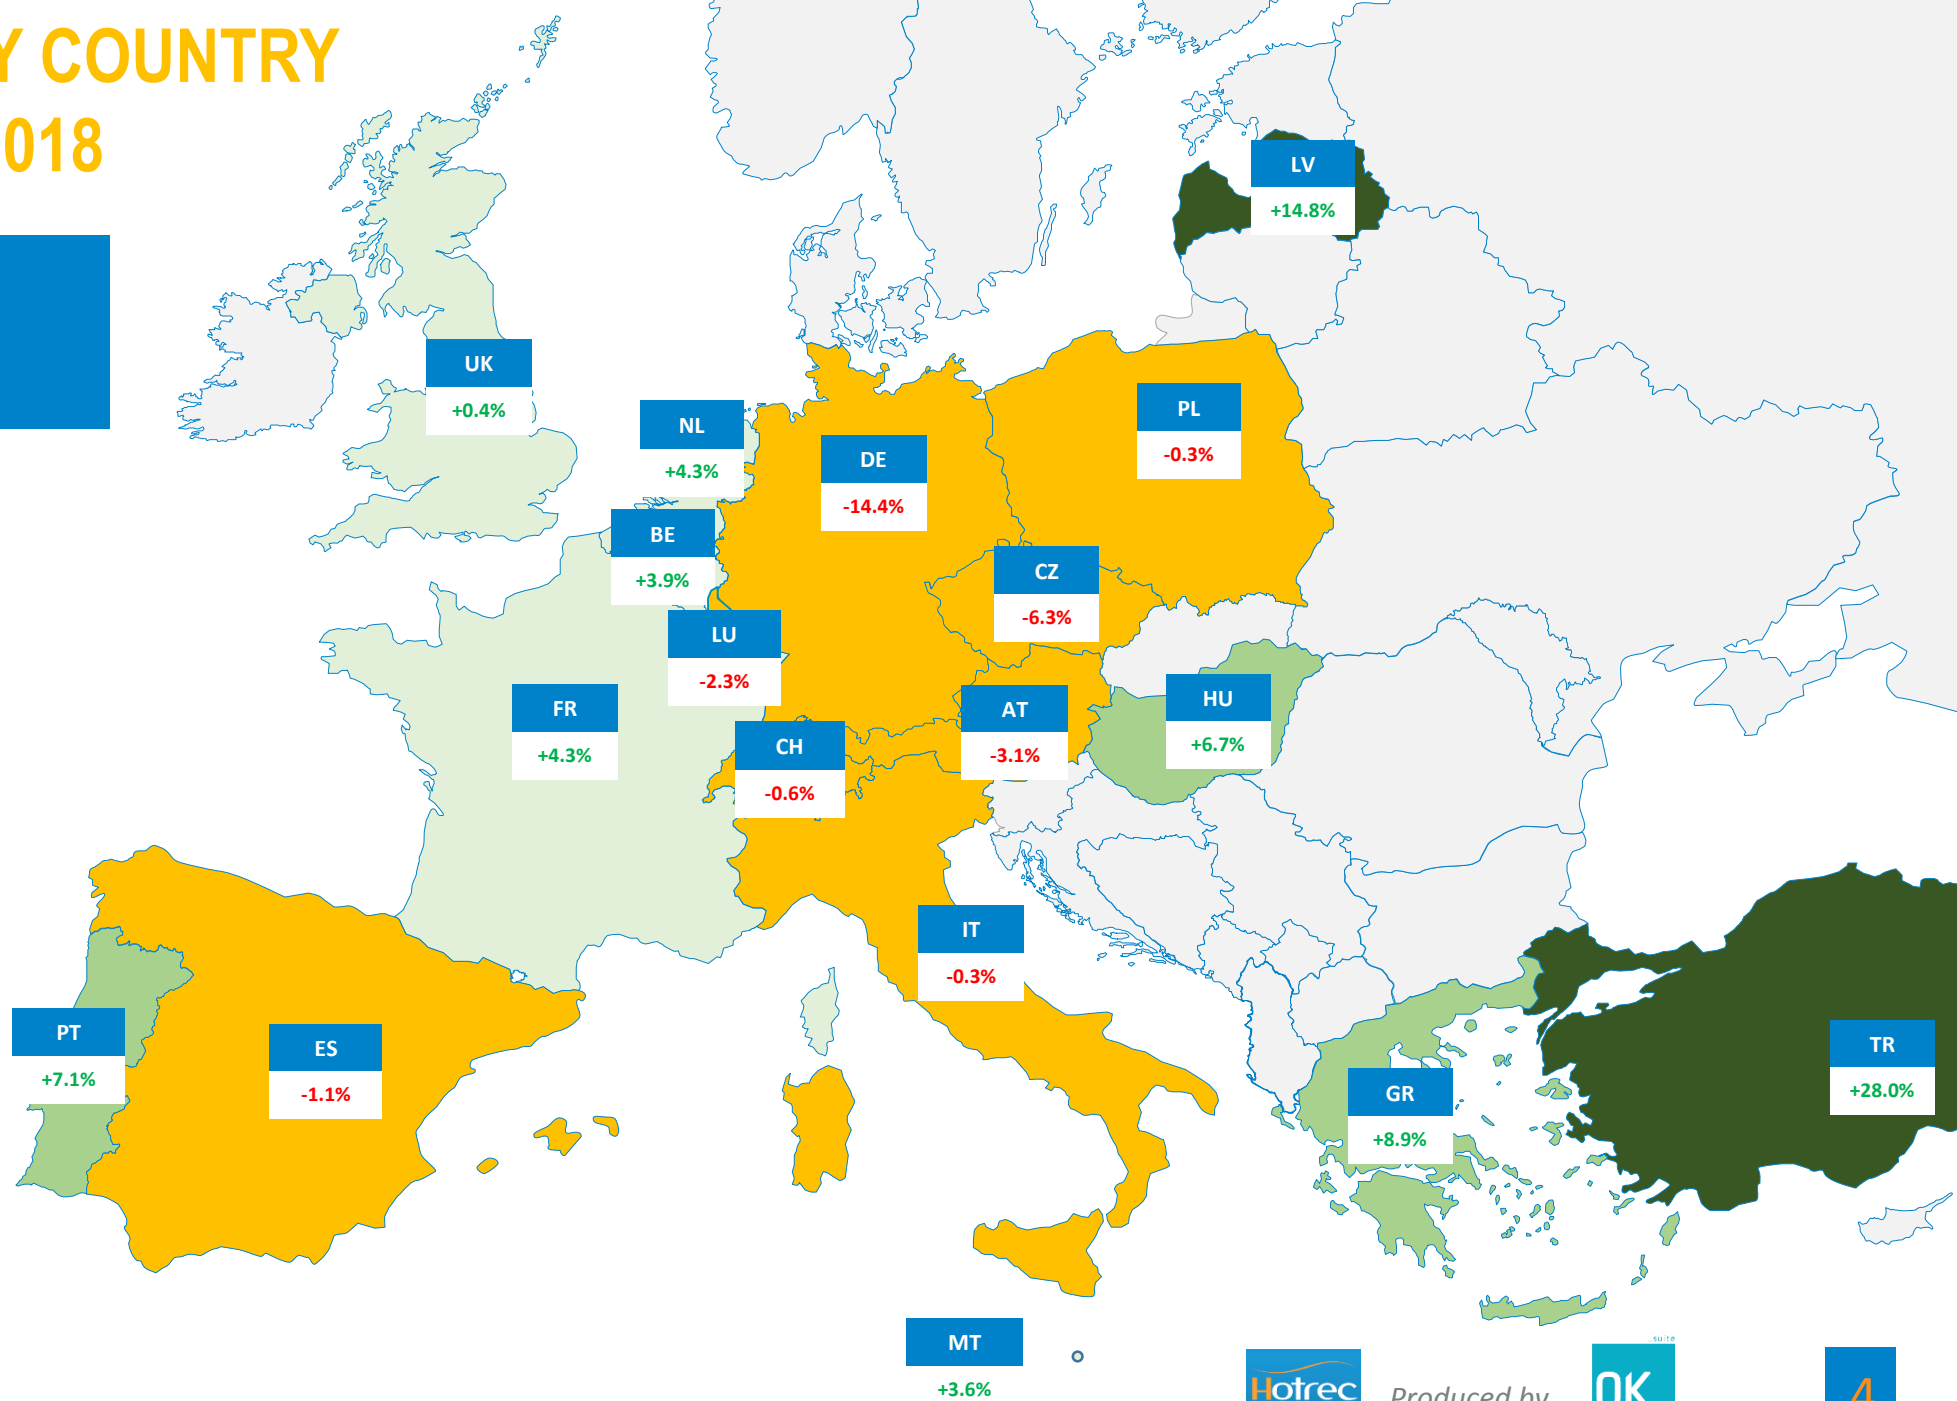 Y COUNTRY
018
LV
+14.8%
UK
+0.4%
NL
+4.3%
PL
-0.3%
DE
-14.4%
BE
+3.9%
CZ
-6.3%
LU
-2.3%
FR
+4.3%
AT
-3.1%
HU
+6.7%
CH
-0.6%
IT
-0.3%
PT
+7.1%
ES
-1.1%
TR
+28.0%
GR
+8.9%
MT
+3.6%
suite
Hotrec
Produced by
OK
4